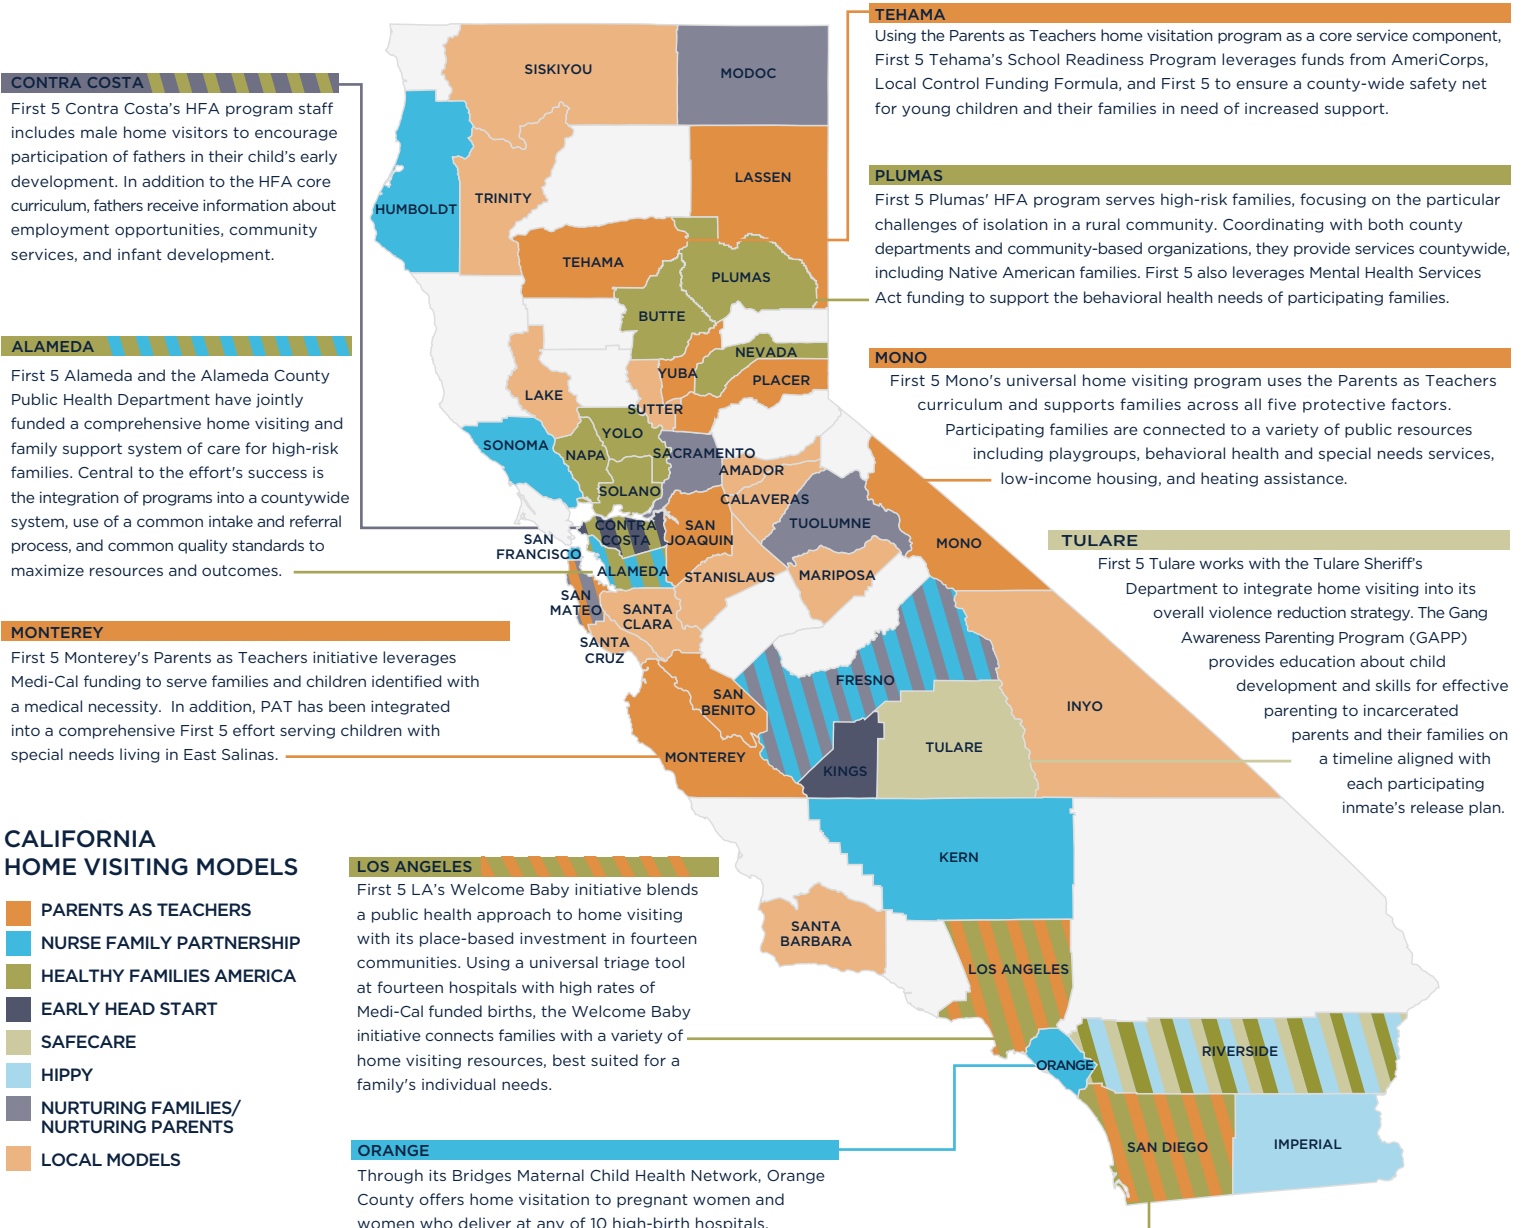 TEHAMA
Using the Parents as Teachers home visitation program as a core service component,
First 5 Tehama's School Readiness Program leverages funds from AmeriCorps,
Local Control Funding Formula, and First 5 to ensure a county-wide safety net
for young children and their families in need of increased support.
CONTRA COSTA
First 5 Contra Costa's HFA program staff
includes male home visitors to encourage
participation of fathers in their child's early
development. In addition to the HFA core
curriculum, fathers receive information about
employment opportunities, community
services, and infant development.
PLUMAS
First 5 Plumas' HFA program serves high-risk families, focusing on the particular
challenges of isolation in a rural community. Coordinating with both county
departments and community-based organizations, they provide services countywide,
including Native American families. First 5 also leverages Mental Health Services
Act funding to support the behavioral health needs of participating families.
ALAMEDA
First 5 Alameda and the Alameda County
Public Health Department have jointly
funded a comprehensive home visiting and
family support system of care for high-risk
families. Central to the effort's success is
the integration of programs into a countywide
system, use of a common intake and referral
process, and common quality standards to
maximize resources and outcomes.
MONO
First 5 Mono's universal home visiting program uses the Parents as Teachers
curriculum and supports families across all five protective factors.
Participating families are connected to a variety of public resources
including playgroups, behavioral health and special needs services,
low-income housing, and heating assistance.
TULARE
First 5 Tulare works with the Tulare Sheriff's
Department to integrate home visiting into its
overall violence reduction strategy. The Gang
Awareness Parenting Program (GAPP)
provides education about child
development and skills for effective
parenting to incarcerated
parents and their families on
a timeline aligned with
each participating
inmate's release plan.
MONTEREY
First 5 Monterey's Parents as Teachers initiative leverages
Medi-Cal funding to serve families and children identified with
a medical necessity. In addition, PAT has been integrated
into a comprehensive First 5 effort serving children with
special needs living in East Salinas.
SISKIYOU
MODOC
LASSEN
TRINITY
HUMBOLDT
TEHAMA
PLUMAS
BUTTE
NEVADA
YUBA
PLACER
LAKE
SUTTER
YOLO
SONOMA
NAPA
SACRAMENTO
AMADOR
SOLANO
CALAVERAS
TUOLUMNE
CONTRA
COSTA
SAN
JOAQUIN
MONO
SAN
FRANCISCO
ALAMEDA
STANISLAUS
MARIPOSA
SAN
MATEO
SANTA
CLARA
SANTA
CRUZ
FRESNO
SAN
BENITO
INYO
MONTEREY
KINGS
TULARE
KERN
SANTA
BARBARA
LOS ANGELES
ORANGE
RIVERSIDE
SAN DIEGO
IMPERIAL
CALIFORNIA
HOME VISITING MODELS
PARENTS AS TEACHERS
NURSE FAMILY PARTNERSHIP
HEALTHY FAMILIES AMERICA
EARLY HEAD START
SAFECARE
HIPPY
NURTURING FAMILIES/
NURTURING PARENTS
LOCAL MODELS
LOS ANGELES
First 5 LA's Welcome Baby initiative blends
a public health approach to home visiting
with its place-based investment in fourteen
communities. Using a universal triage tool
at fourteen hospitals with high rates of
Medi-Cal funded births, the Welcome Baby
initiative connects families with a variety of
home visiting resources, best suited for a
family's individual needs.
ORANGE
Through its Bridges Maternal Child Health Network, Orange
County offers home visitation to pregnant women and
women who deliver at any of 10 high-birth hospitals.